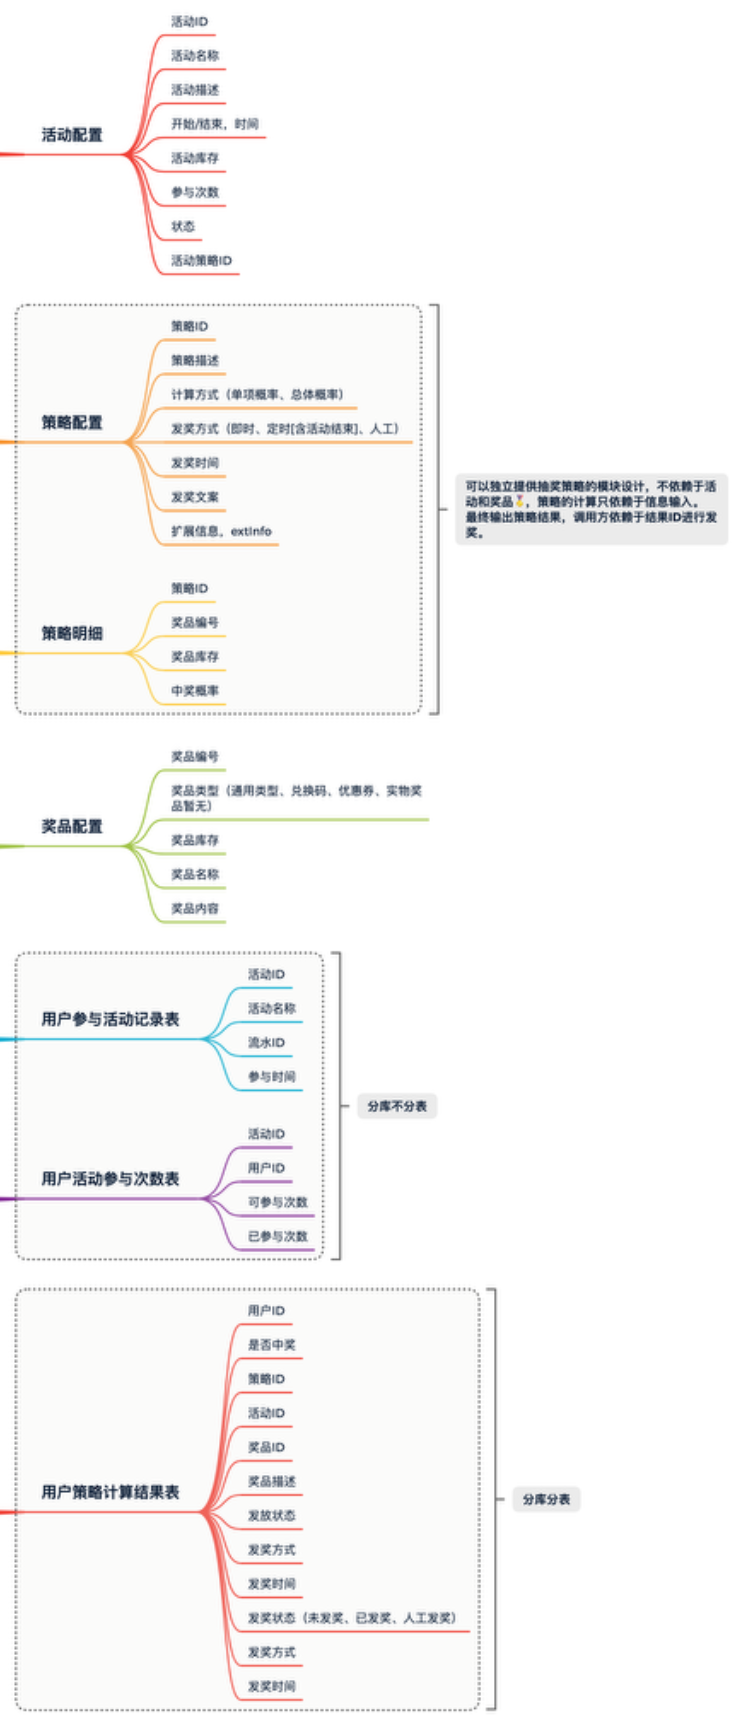 活动配置
活动ID
活动名称
活动描述
开始/结束，时间
活动库存
参与次数
状态
活动策略ID
策略配置
策略ID
策略描述
计算方式（单项概率、总体概率）
发奖方式（即时、定时[含活动结束]、人工）
发奖时间
发奖文案
扩展信息，extInfo
策略明细
策略ID
奖品编号
奖品库存
中奖概率
可以独立提供抽奖策略的模块设计，不依赖于活
动和奖品🏅，策略的计算只依赖于信息输入。
最终输出策略结果，调用方依赖于结果ID进行发
奖。
奖品配置
奖品编号
奖品类型（通用类型、兑换码、优惠券、实物奖
品暂无）
奖品库存
奖品名称
奖品内容
用户参与活动记录表
活动ID
活动名称
流水ID
参与时间
用户活动参与次数表
活动ID
用户ID
可参与次数
已参与次数
分库不分表
用户策略计算结果表
用户ID
是否中奖
策略ID
活动ID
奖品ID
奖品描述
发放状态
发奖方式
发奖时间
发奖状态（未发奖、已发奖、人工发奖）
发奖方式
发奖时间
分库分表